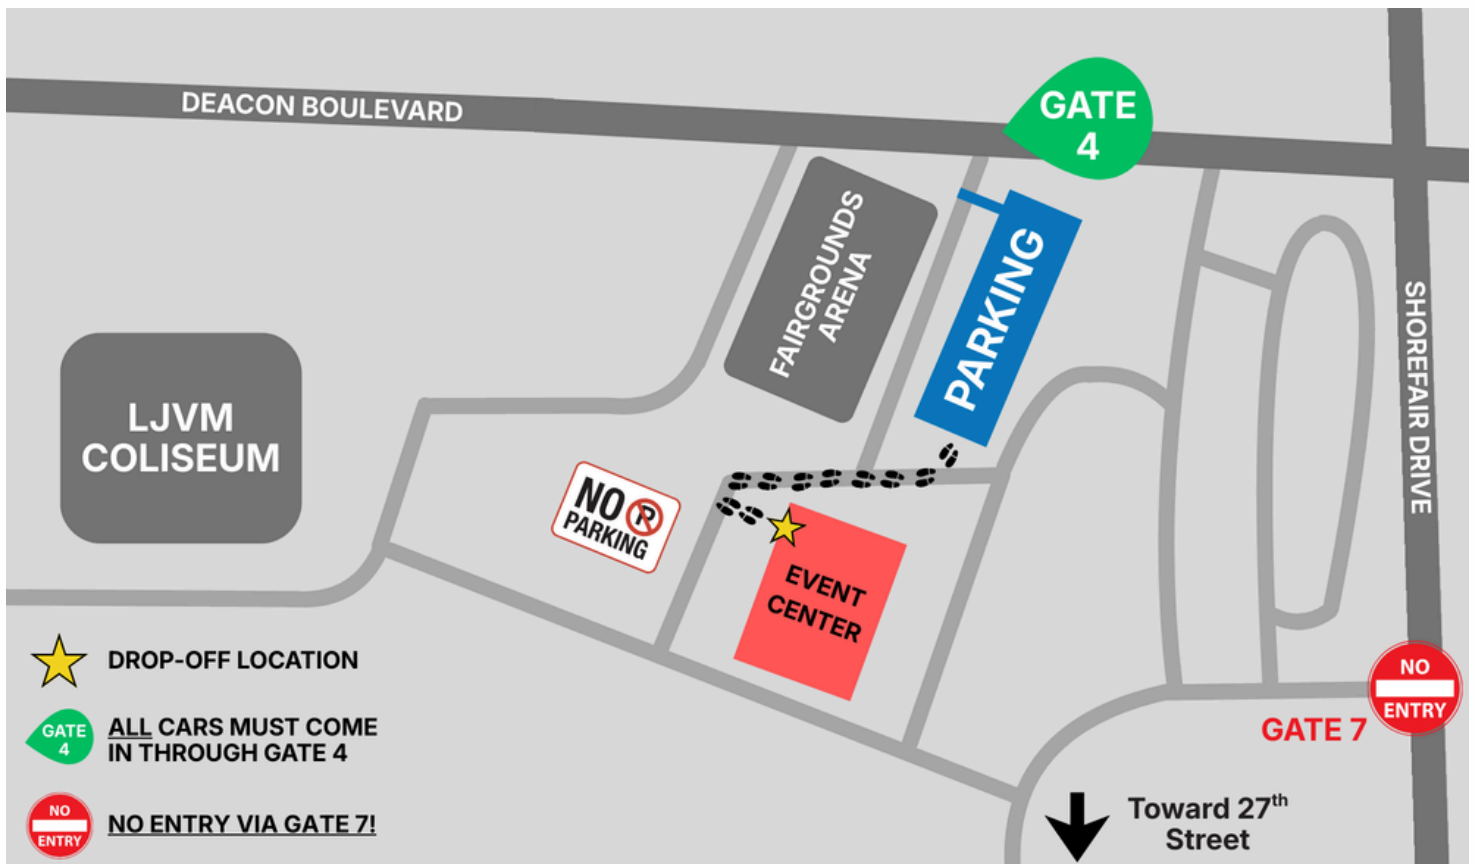 DEACON BOULEVARD
GATE
4
FAIRGROUNDS
ARENA
PARKING
SHOREFAIR DRIVE
LJVM
COLISEUM
NO P
PARKING
EVENT
CENTER
DROP-OFF LOCATION
GATE
4
ALL CARS MUST COME
IN THROUGH GATE 4
NO
ENTRY
NO ENTRY VIA GATE 7!
NO
ENTRY
GATE 7
Toward 27th
Street